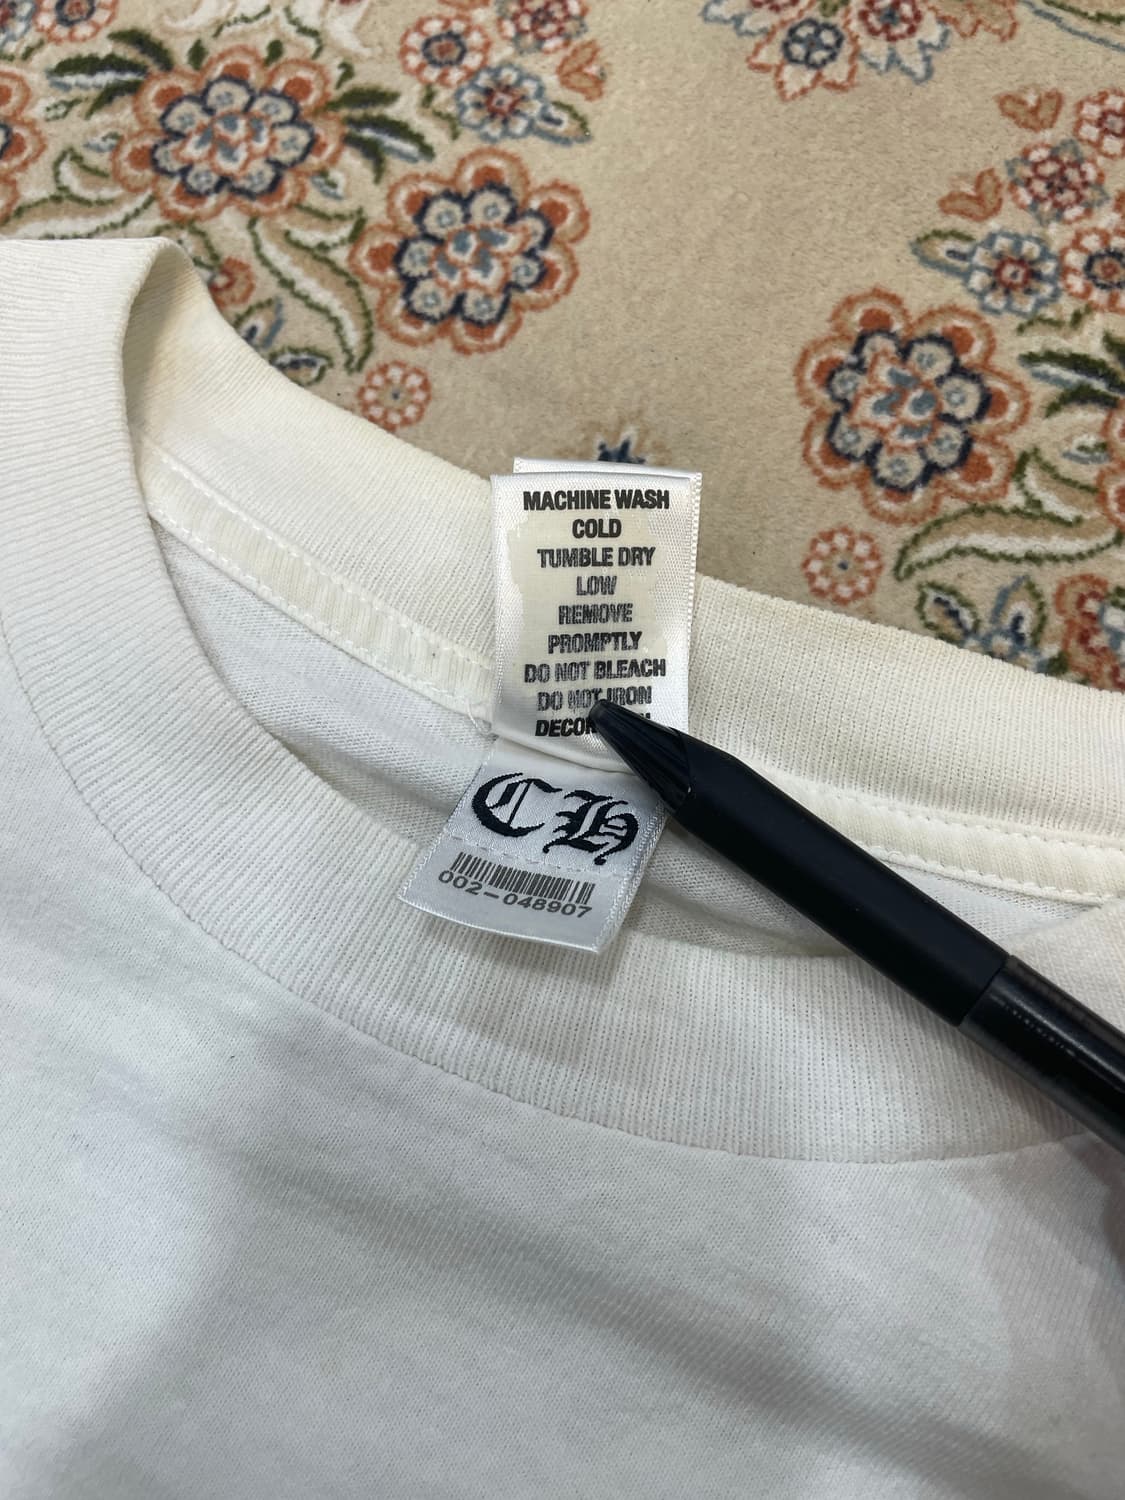 MACHINE WASH
COLD
TUMBLE DRY
LOW
REMOVE
PROMPTLY
DO NOT BLEACH
DO NOT IRON
CH
002-048907